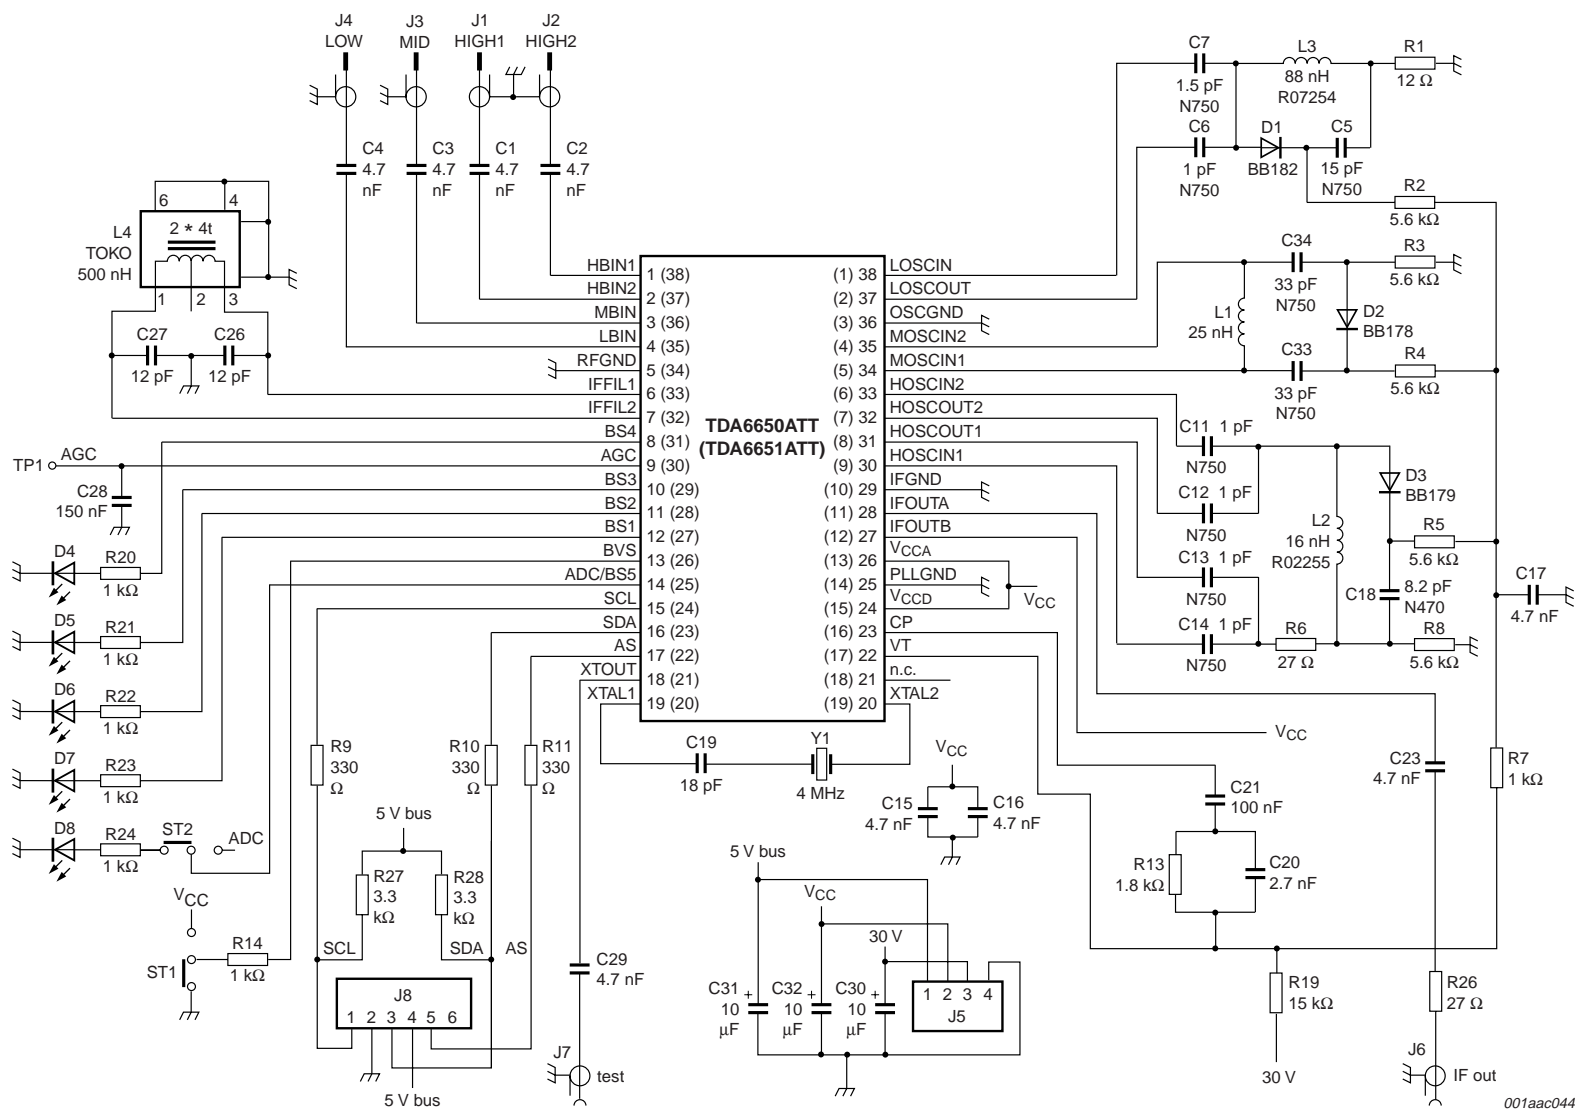 J4
LOW
J3
MID
J1
HIGH1
J2
HIGH2
C4
4.7
nF
C3
4.7
nF
C1
4.7
nF
C2
4.7
nF
C7
1.5 pF
N750
L3
88 nH
R07254
R1
12 Ω
C6
1 pF
N750
D1
BB182
C5
15 pF
N750
R2
5.6 kΩ
6
4
2 * 4t
L4
TOKO
500 nH
1
2
3
C27
12 pF
C26
12 pF
HBIN1
HBIN2
MBIN
LBIN
RFGND
IFFIL1
IFFIL2
BS4
AGC
BS3
BS2
BS1
BVS
ADC/BS5
SCL
SDA
AS
XTOUT
XTAL1
1 (38)
2 (37)
3 (36)
4 (35)
5 (34)
6 (33)
7 (32)
8 (31)
9 (30)
10 (29)
11 (28)
12 (27)
13 (26)
14 (25)
15 (24)
16 (23)
17 (22)
18 (21)
19 (20)
TDA6650ATT
(TDA6651ATT)
(1) 38
(2) 37
(3) 36
(4) 35
(5) 34
(6) 33
(7) 32
(8) 31
(9) 30
(10) 29
(11) 28
(12) 27
(13) 26
(14) 25
(15) 24
(16) 23
(17) 22
(18) 21
(19) 20
LOSCIN
LOSCOUT
OSCGND
MOSCIN2
MOSCIN1
HOSCIN2
HOSCOUT2
HOSCOUT1
HOSCIN1
IFGND
IFOUTA
IFOUTB
VCCA
PLLGND
VCCD
CP
VT
n.c.
XTAL2
VCC
C34
33 pF
N750
R3
5.6 kΩ
L1
25 nH
D2
BB178
C33
33 pF
N750
R4
5.6 kΩ
C11 1 pF
N750
C12 1 pF
N750
C13 1 pF
N750
C14 1 pF
N750
D3
BB179
L2
16 nH
R02255
R5
5.6 kΩ
C18
8.2 pF
N470
R6
27 Ω
R8
5.6 kΩ
C17
4.7 nF
TP1
AGC
C28
150 nF
D4
R20
1 kΩ
D5
R21
1 kΩ
D6
R22
1 kΩ
D7
R23
1 kΩ
D8
R24
1 kΩ
ST2
ADC
VCC
ST1
R14
1 kΩ
R9
330
Ω
R10
330
Ω
R11
330
Ω
5 V bus
R27
3.3
kΩ
R28
3.3
kΩ
SCL
SDA
AS
J8
1 2 3 4 5 6
5 V bus
C29
4.7 nF
J7
test
C19
18 pF
Y1
4 MHz
VCC
C15
4.7 nF
C16
4.7 nF
5 V bus
VCC
30 V
C31
10
μF
+
C32
10
μF
+
C30
10
μF
+
1 2 3 4
J5
VCC
C21
100 nF
R13
1.8 kΩ
C20
2.7 nF
C23
4.7 nF
R7
1 kΩ
R19
15 kΩ
30 V
R26
27 Ω
J6
IF out
001aac044